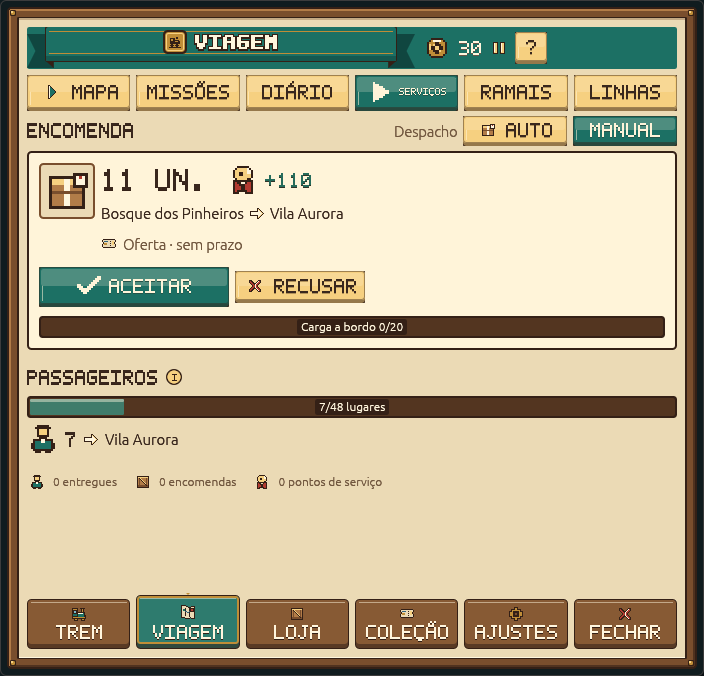 VIAGEM
30
?
MAPA MISSÕES DIÁRIO SERVIÇOS RAMAIS LINHAS
ENCOMENDA Despacho AUTO MANUAL
11 UN. +110
Bosque dos Pinheiros ⇨ Vila Aurora
Oferta · sem prazo
ACEITAR RECUSAR
Carga a bordo 0/20
PASSAGEIROS I
7/48 lugares
7 ⇨ Vila Aurora
0 entregues 0 encomendas 0 pontos de serviço
TREM VIAGEM LOJA COLEÇÃO AJUSTES FECHAR